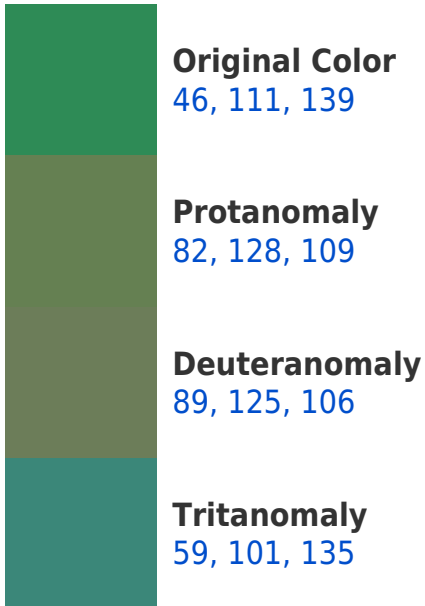 Original Color
46, 111, 139
Protanomaly
82, 128, 109
Deuteranomaly
89, 125, 106
Tritanomaly
59, 101, 135